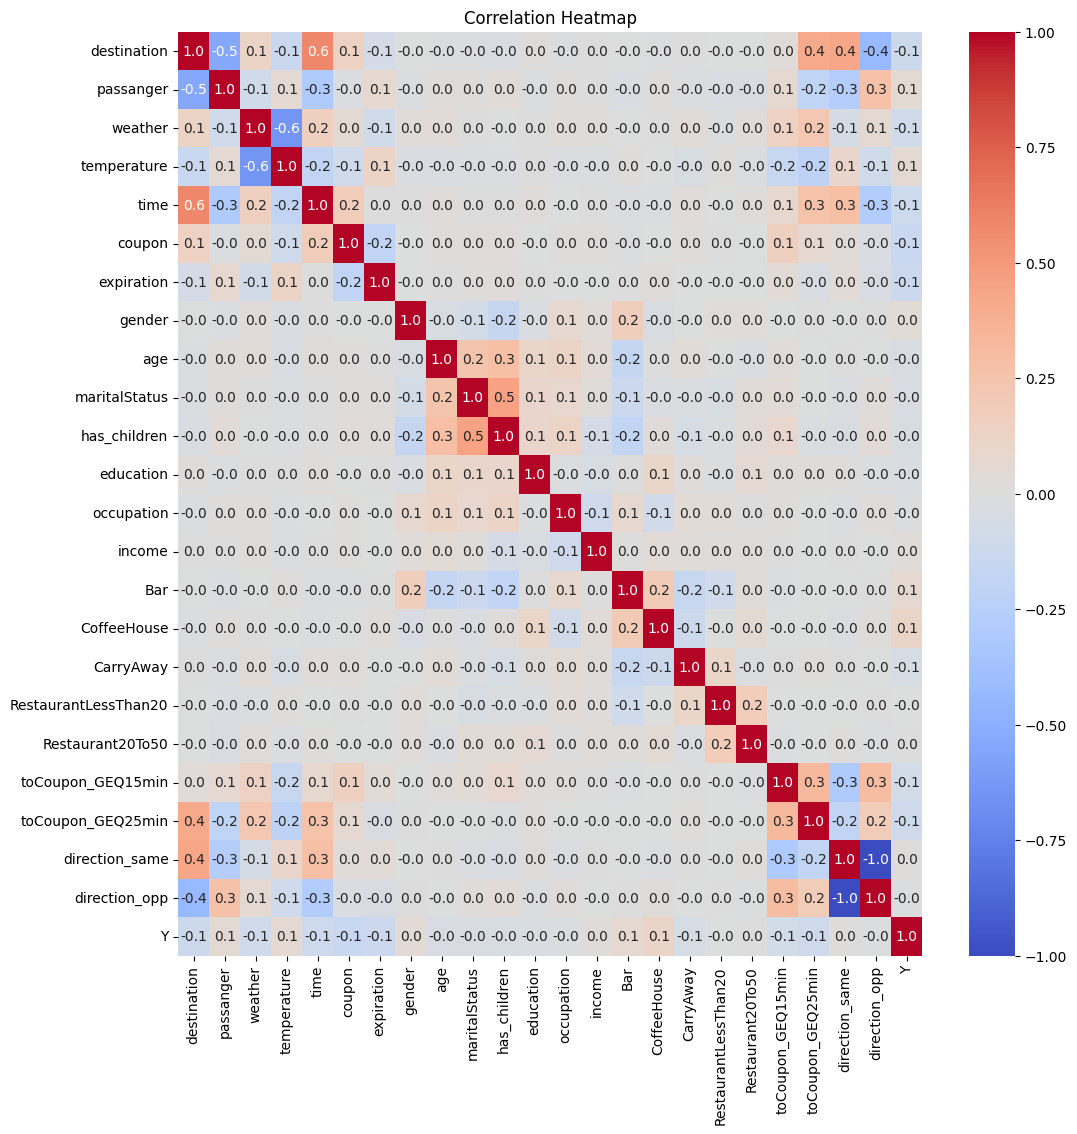 Correlation Heatmap
destination 1.0 -0.5 0.1 -0.1 0.6 0.1 -0.1 -0.0 -0.0 -0.0 -0.0 0.0 -0.0 0.0 -0.0 -0.0 0.0 -0.0 -0.0 0.0 0.4 0.4 -0.4 -0.1
passanger -0.5 1.0 -0.1 0.1 -0.3 -0.0 0.1 -0.0 0.0 0.0 0.0 -0.0 0.0 0.0 0.0 0.0 -0.0 -0.0 -0.0 0.1 -0.2 -0.3 0.3 0.1
weather 0.1 -0.1 1.0 -0.6 0.2 0.0 -0.1 -0.0 0.0 -0.0 -0.0 0.0 0.0 0.0 -0.0 0.0 0.0 -0.0 0.0 0.1 0.2 -0.1 0.1 -0.1
temperature -0.1 0.1 -0.6 1.0 -0.2 -0.1 0.1 -0.0 -0.0 -0.0 -0.0 -0.0 -0.0 -0.0 0.0 -0.0 -0.0 0.0 -0.0 -0.2 -0.2 0.1 -0.1 0.1
time 0.6 -0.3 0.2 -0.2 1.0 0.2 0.0 0.0 0.0 0.0 0.0 0.0 -0.0 0.0 0.0 -0.0 0.0 -0.0 -0.0 0.1 0.3 0.3 -0.3 -0.1
coupon 0.1 -0.0 0.0 -0.1 0.2 1.0 -0.2 -0.0 0.0 0.0 0.0 -0.0 0.0 0.0 -0.0 -0.0 0.0 -0.0 -0.0 0.1 0.1 0.0 -0.0 -0.1
expiration -0.1 0.1 -0.1 0.1 0.0 -0.2 1.0 -0.0 0.0 -0.0 0.0 0.0 0.0 -0.0 -0.0 0.0 -0.0 0.0 0.0 0.0 -0.0 0.0 -0.0 -0.1
gender -0.0 -0.0 -0.0 -0.0 0.0 -0.0 -0.0 1.0 -0.0 -0.1 -0.2 -0.0 0.1 0.0 0.2 -0.0 -0.0 0.0 0.0 -0.0 -0.0 -0.0 0.0 0.0
age -0.0 0.0 0.0 -0.0 0.0 0.0 0.0 -0.0 1.0 0.2 0.3 0.1 0.1 0.0 -0.2 0.0 0.0 -0.0 -0.0 0.0 0.0 0.0 -0.0 -0.0
maritalStatus -0.0 0.0 -0.0 -0.0 0.0 0.0 -0.0 -0.1 0.2 1.0 0.5 0.1 0.1 0.0 -0.1 -0.0 -0.0 -0.0 -0.0 0.0 0.0 -0.0 0.0 -0.0
has_children -0.0 0.0 -0.0 -0.0 0.0 0.0 0.0 -0.2 0.3 0.5 1.0 0.1 0.1 -0.1 -0.2 0.0 -0.1 -0.0 0.0 0.1 0.0 -0.0 0.0 -0.0
education 0.0 -0.0 0.0 -0.0 0.0 -0.0 0.0 -0.0 0.1 0.1 0.1 1.0 -0.0 -0.0 0.0 0.1 0.0 0.0 0.1 0.0 0.0 0.0 -0.0 -0.0
occupation -0.0 0.0 0.0 -0.0 -0.0 0.0 0.0 0.1 0.1 0.1 0.1 -0.0 1.0 -0.1 0.1 -0.1 0.0 0.0 0.0 0.0 -0.0 -0.0 0.0 -0.0
income 0.0 0.0 0.0 -0.0 0.0 0.0 -0.0 0.0 0.0 0.0 -0.1 -0.0 -0.1 1.0 0.0 0.0 0.0 -0.0 0.0 -0.0 0.0 0.0 -0.0 0.0
Bar -0.0 0.0 -0.0 0.0 0.0 -0.0 -0.0 0.2 -0.2 -0.1 -0.2 0.0 0.1 0.0 1.0 0.2 -0.2 -0.1 0.0 -0.0 -0.0 -0.0 0.0 0.1
CoffeeHouse -0.0 0.0 0.0 -0.0 -0.0 -0.0 0.0 -0.0 0.0 -0.0 0.0 0.1 -0.1 0.0 0.2 1.0 -0.1 0.0 0.0 -0.0 -0.0 -0.0 0.0 0.1
CarryAway 0.0 -0.0 0.0 -0.0 0.0 0.0 -0.0 -0.0 0.0 -0.0 -0.1 0.0 0.0 0.0 -0.2 -0.1 1.0 0.1 -0.0 0.0 0.0 0.0 -0.0 -0.1
RestaurantLessThan20 -0.0 -0.0 -0.0 0.0 -0.0 -0.0 0.0 0.0 -0.0 -0.0 -0.0 0.0 0.0 -0.0 -0.1 0.0 0.1 1.0 0.2 -0.0 -0.0 -0.0 0.0 -0.0
Restaurant20To50 -0.0 -0.0 0.0 -0.0 -0.0 -0.0 0.0 0.0 -0.0 -0.0 0.0 0.1 0.0 0.0 0.0 0.0 -0.0 0.2 1.0 -0.0 -0.0 -0.0 0.0 0.0
toCoupon_GEQ15min 0.0 0.1 0.1 -0.2 0.1 0.1 0.0 -0.0 0.0 0.0 0.1 0.0 0.0 -0.0 -0.0 -0.0 0.0 -0.0 -0.0 1.0 0.3 -0.3 0.3 -0.1
toCoupon_GEQ25min 0.4 -0.2 0.2 -0.2 0.3 0.1 -0.0 -0.0 0.0 0.0 0.0 0.0 -0.0 0.0 -0.0 -0.0 0.0 -0.0 -0.0 0.3 1.0 -0.2 0.2 -0.1
direction_same 0.4 -0.3 -0.1 0.1 0.3 0.0 0.0 -0.0 0.0 -0.0 -0.0 0.0 -0.0 0.0 -0.0 -0.0 0.0 -0.0 -0.0 -0.3 -0.2 1.0 -1.0 0.0
direction_opp -0.4 0.3 0.1 -0.1 -0.3 -0.0 -0.0 0.0 -0.0 0.0 0.0 -0.0 0.0 -0.0 0.0 0.0 -0.0 0.0 0.0 0.3 0.2 -1.0 1.0 -0.0
Y -0.1 0.1 -0.1 0.1 -0.1 -0.1 -0.1 0.0 -0.0 -0.0 -0.0 -0.0 -0.0 0.0 0.1 0.1 -0.1 -0.0 0.0 -0.1 -0.1 0.0 -0.0 1.0
destination
passanger
weather
temperature
time
coupon
expiration
gender
age
maritalStatus
has_children
education
occupation
income
Bar
CoffeeHouse
CarryAway
RestaurantLessThan20
Restaurant20To50
toCoupon_GEQ15min
toCoupon_GEQ25min
direction_same
direction_opp
Y
1.00
0.75
0.50
0.25
0.00
−0.25
−0.50
−0.75
−1.00